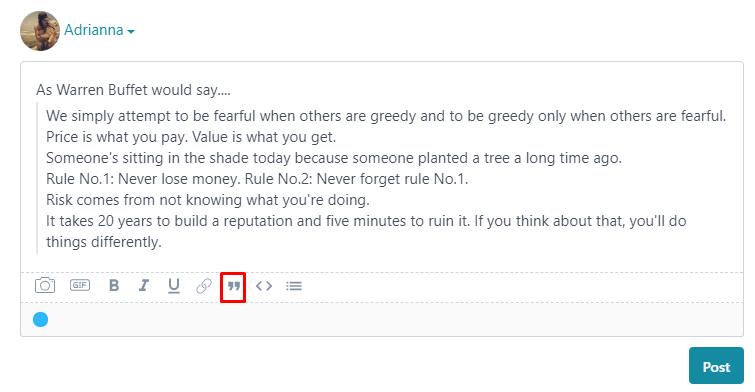 Adrianna
As Warren Buffet would say....
We simply attempt to be fearful when others are greedy and to be greedy only when others are fearful.
Price is what you pay. Value is what you get.
Someone's sitting in the shade today because someone planted a tree a long time ago.
Rule No.1: Never lose money. Rule No.2: Never forget rule No.1.
Risk comes from not knowing what you're doing.
It takes 20 years to build a reputation and five minutes to ruin it. If you think about that, you'll do
things differently.
GIF B I U
Post